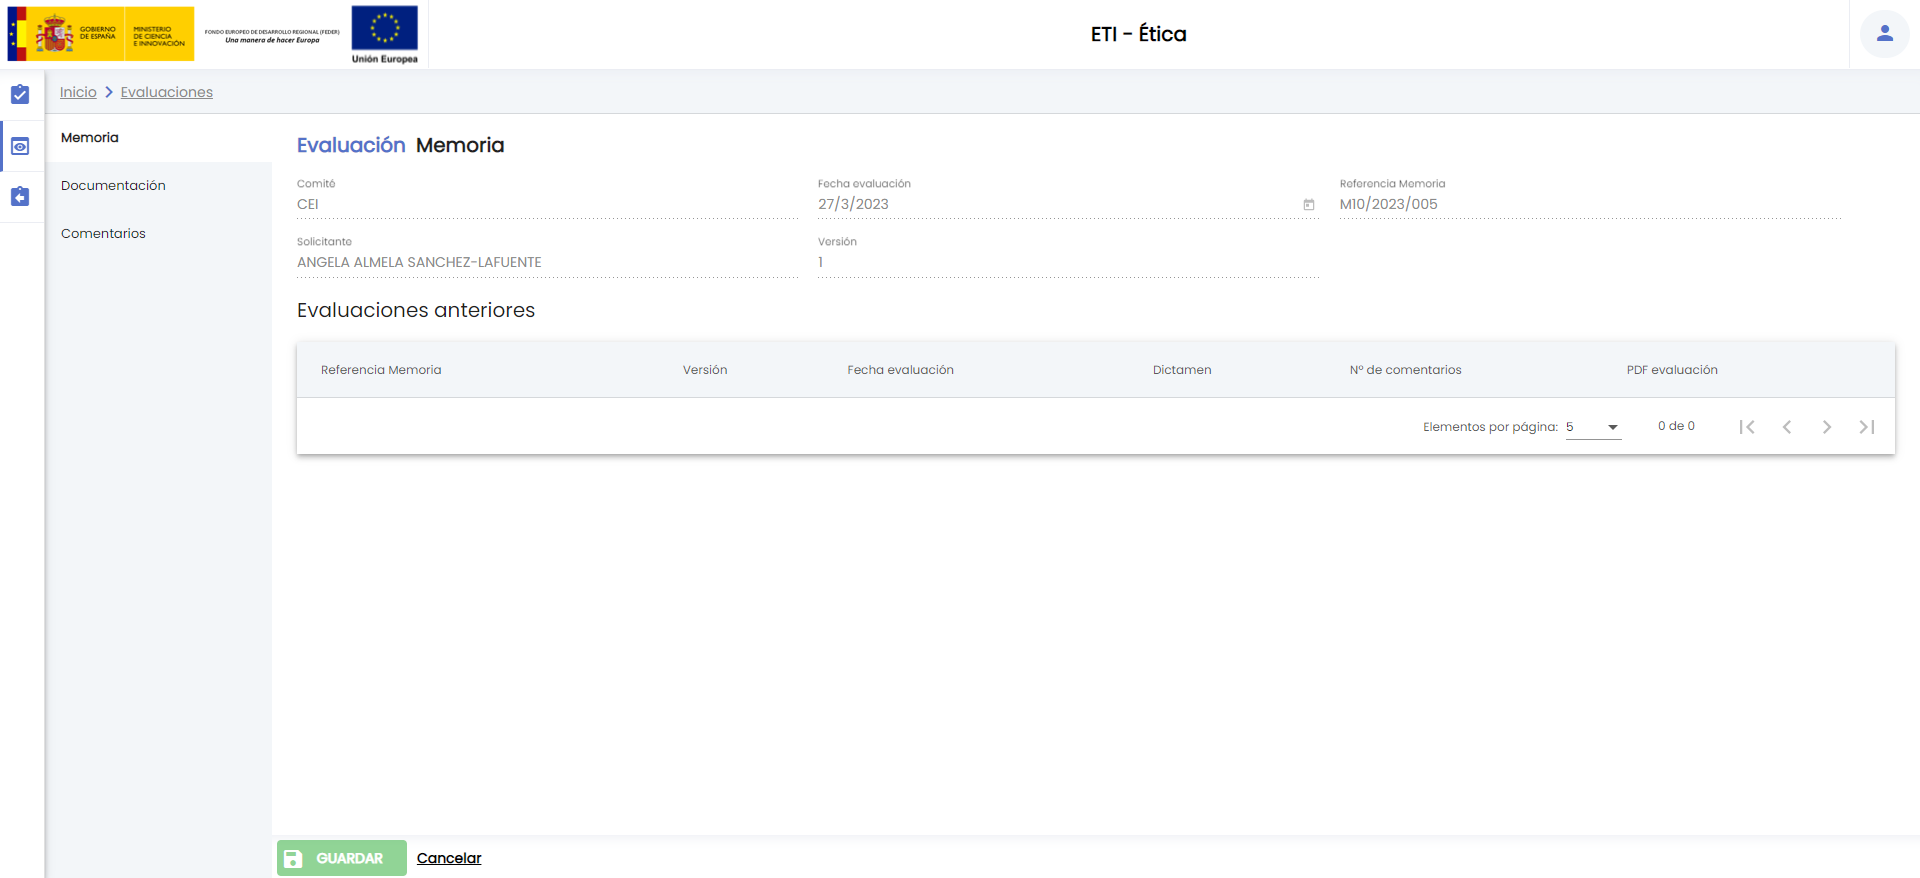 GOBIERNO
DE ESPAÑA
MINISTERIO
DE CIENCIA
E INNOVACIÓN
FONDO EUROPEO DE DESARROLLO REGIONAL (FEDER)
Una manera de hacer Europa
Unión Europea
ETI - Ética
Inicio Evaluaciones
Memoria
Documentación
Comentarios
Evaluación Memoria
Comité
CEI
Fecha evaluación
27/3/2023
Referencia Memoria
M10/2023/005
Solicitante
ANGELA ALMELA SANCHEZ-LAFUENTE
Versión
1
Evaluaciones anteriores
Referencia Memoria Versión Fecha evaluación Dictamen Nº de comentarios PDF evaluación
Elementos por página: 5 0 de 0
GUARDAR Cancelar